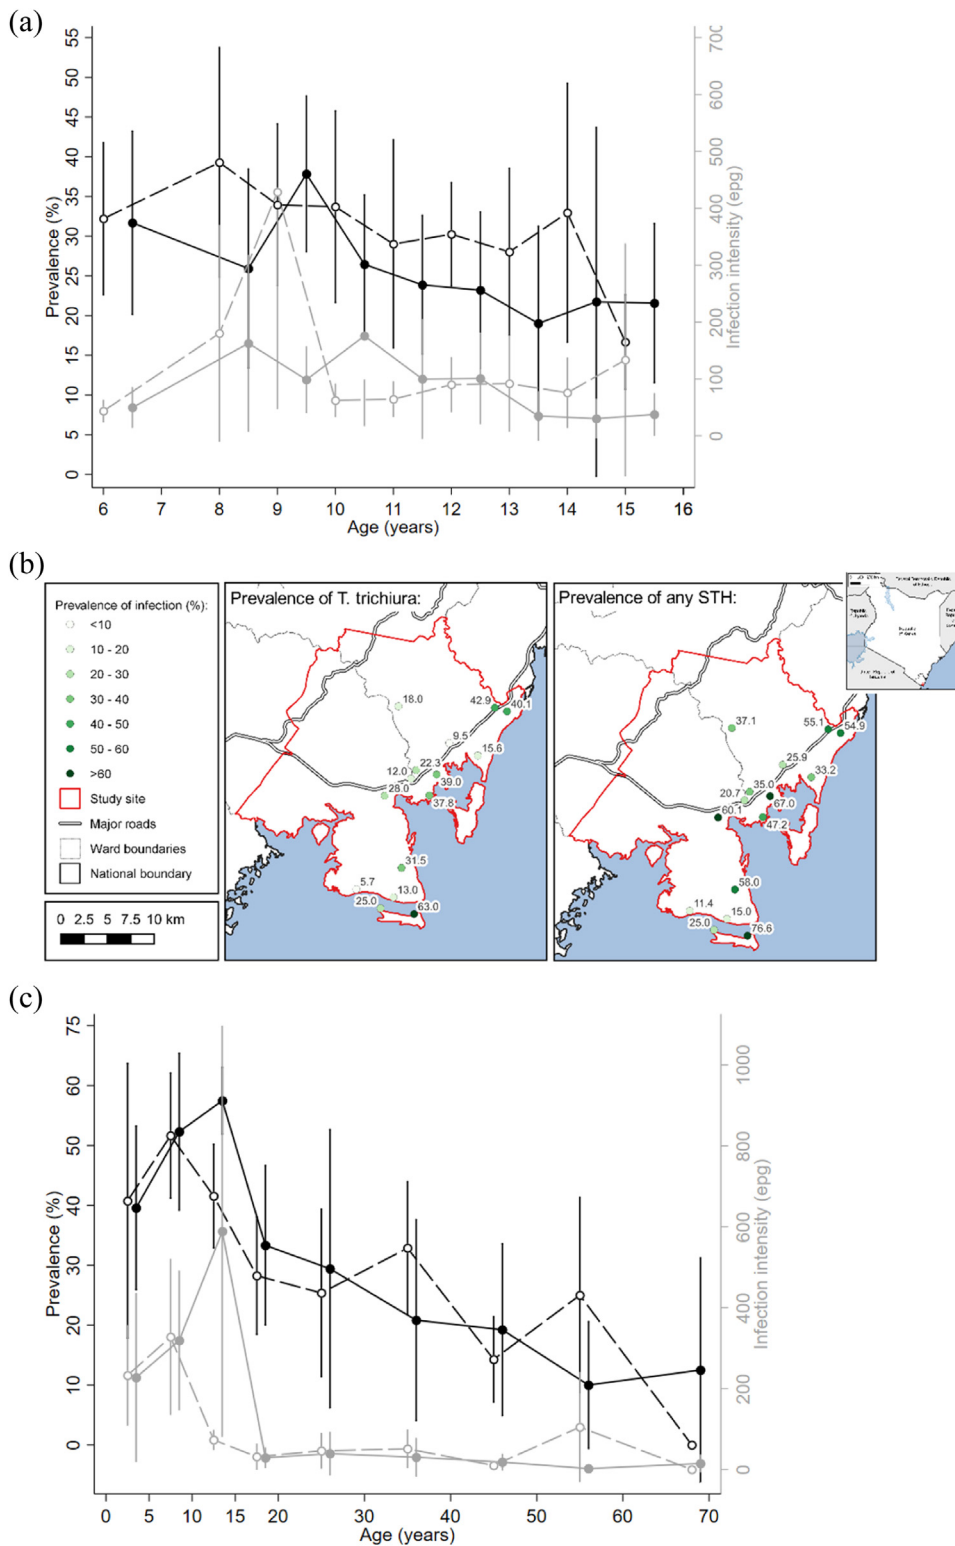 (a)
55
50
45
40
35
30
25
20
15
10
5
0
Prevalence (%)
600
500
400
300
200
100
0
Infection intensity (epg)
6 7 8 9 10 11 12 13 14 15 16
Age (years)
(b)
Prevalence of infection (%):
<10
10 - 20
20 - 30
30 - 40
40 - 50
50 - 60
>60
Study site
Major roads
Ward boundaries
National boundary
0 2.5 5 7.5 10 km
Prevalence of T. trichiura:
18.0
42.9
40.1
9.5
15.6
22.3
12.0
39.0
28.0
37.8
31.5
5.7
13.0
25.0
63.0
Prevalence of any STH:
37.1
55.1
54.9
25.9
33.2
35.0
20.7
67.0
60.1
47.2
58.0
11.4
15.0
25.0
76.6
(c)
75
60
50
40
30
20
10
0
Prevalence (%)
1000
800
600
400
200
0
Infection intensity (epg)
0 5 10 15 20 30 40 50 60 70
Age (years)